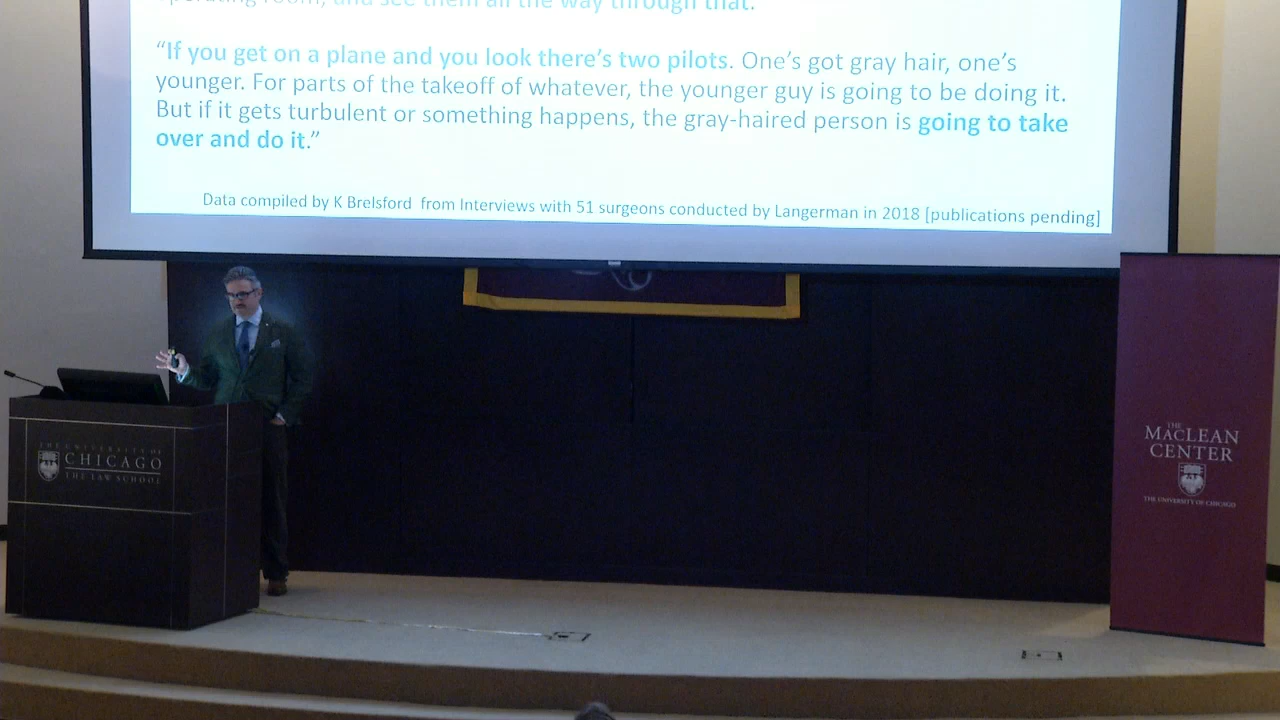 operating room, and see them all the way through that.
“If you get on a plane and you look there’s two pilots. One’s got gray hair, one’s
younger. For parts of the takeoff of whatever, the younger guy is going to be doing it.
But if it gets turbulent or something happens, the gray-haired person is going to take
over and do it.”
Data compiled by K Brelsford from Interviews with 51 surgeons conducted by Langerman in 2018 [publications pending]
THE UNIVERSITY OF
CHICAGO
THE LAW SCHOOL
THE
MACLEAN
CENTER
THE UNIVERSITY OF CHICAGO